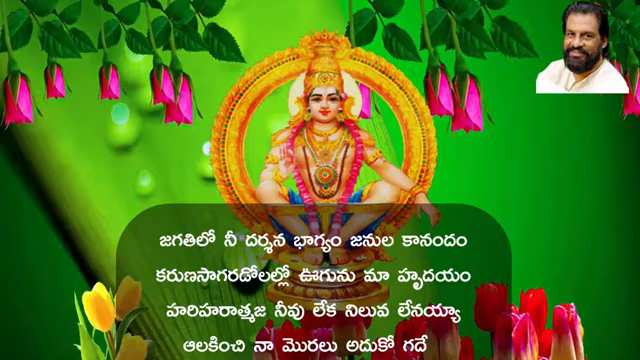 జగతిలో నీ దర్శన భాగ్యం జనుల కానందం
కరుణసాగరడోలల్లో ఊగును మా హృదయం
హరిహరాత్మజ నీవు లేక నిలువ లేనయ్యా
ఆలకించి నా మొరలు అదుకో గదే